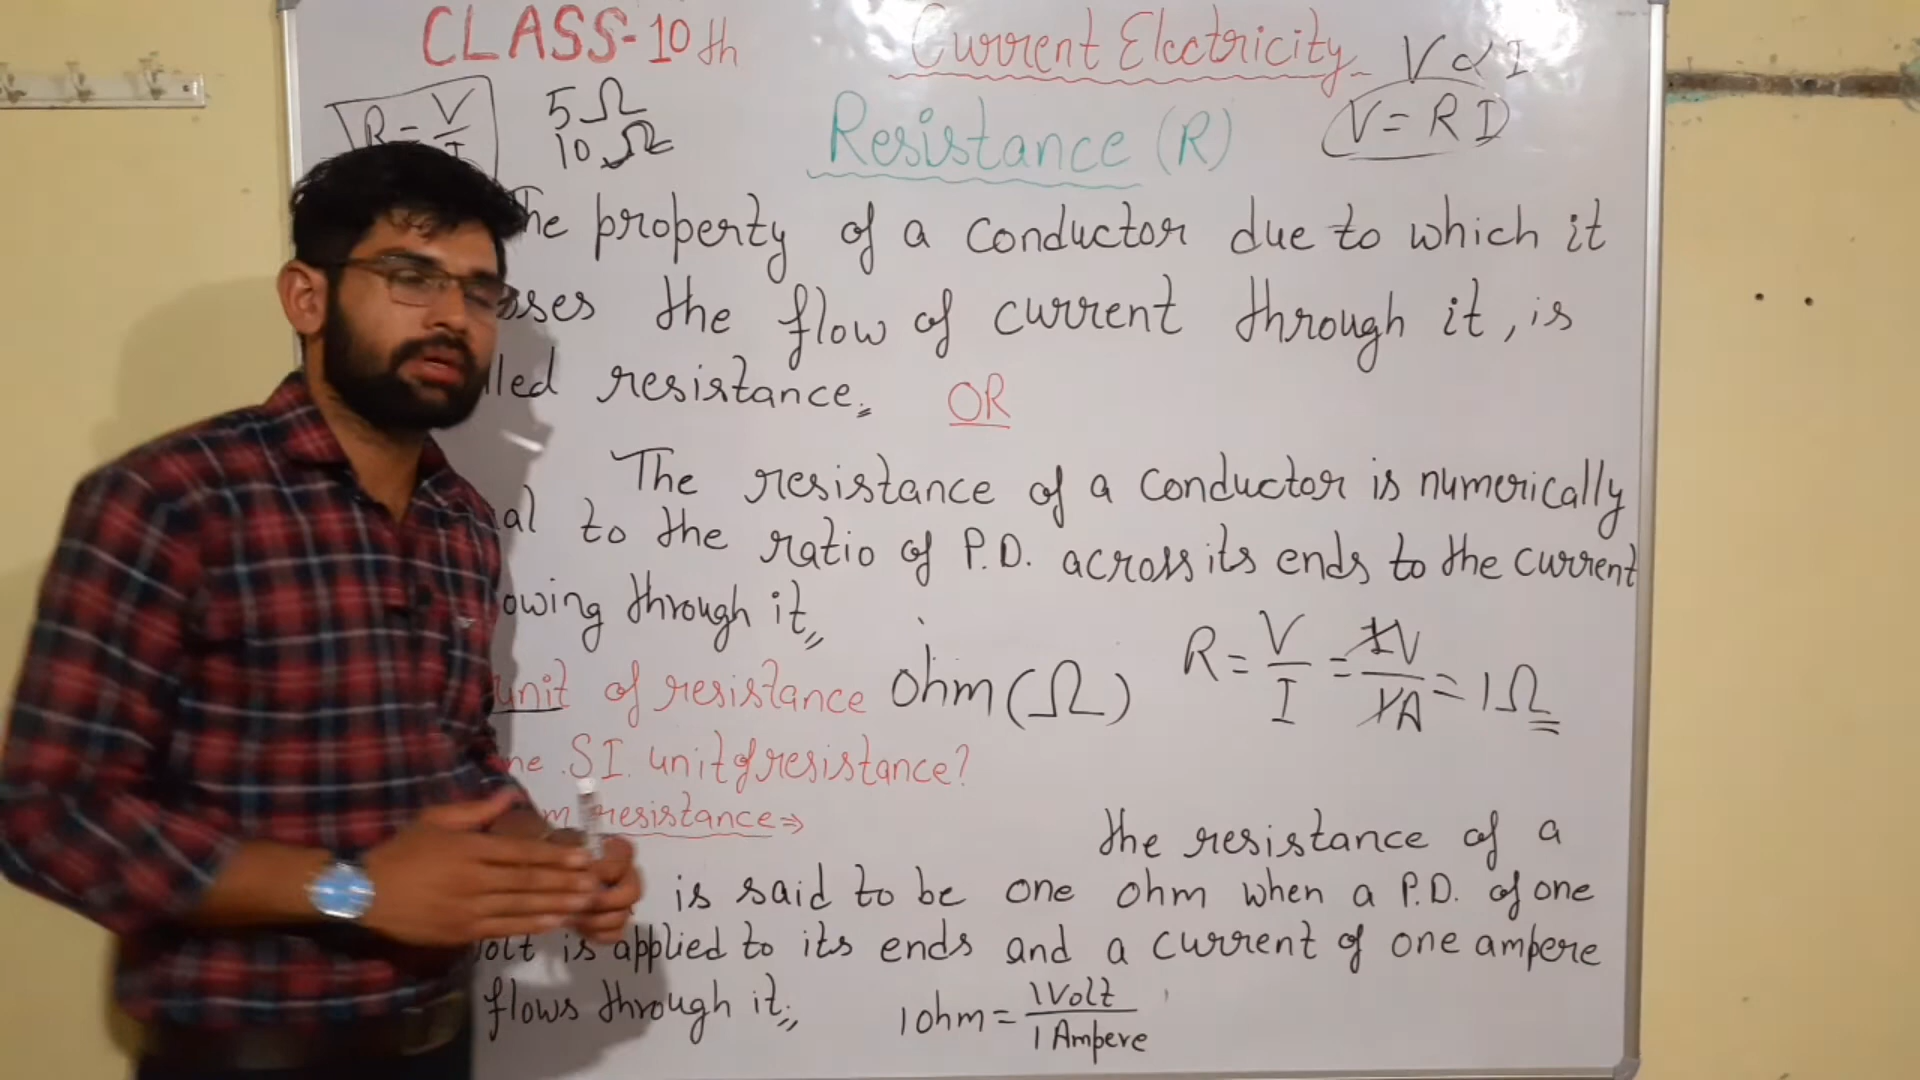 CLASS-10th
Current Electricity
V ∝ I
R = V/I
5 Ω
10 Ω
Resistance (R)
V = R I
The property of a conductor due to which it
the flow of current through it, is
resistance. OR
The resistance of a conductor is numerically
to the ratio of P.D. across its ends to the current
through it
unit of resistance ohm (Ω)
R = V/I = 1V/1A = 1Ω
S I. unit of resistance?
resistance ⇒
the resistance of a
is said to be one ohm when a P.D. of one
volt is applied to its ends and a current of one ampere
flows through it.
1 ohm = 1 Volt / 1 Ampere